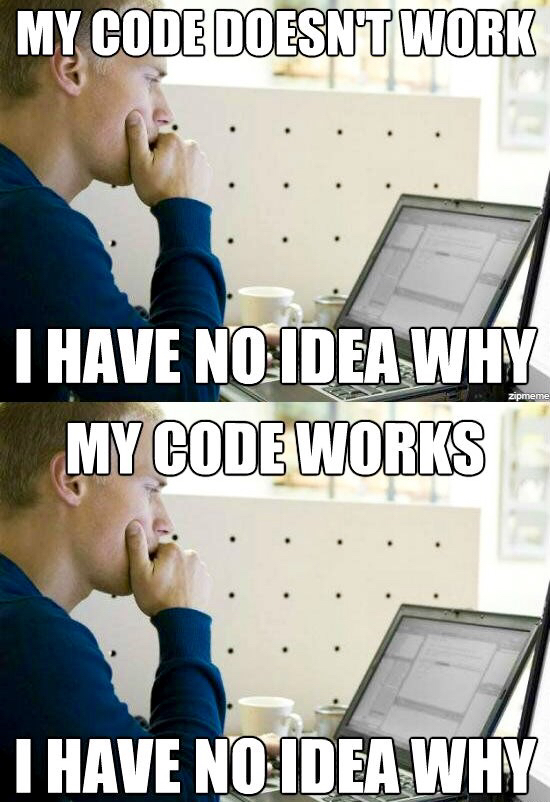 MY CODE DOESN'T WORK
I HAVE NO IDEA WHY
zipmeme
MY CODE WORKS
I HAVE NO IDEA WHY